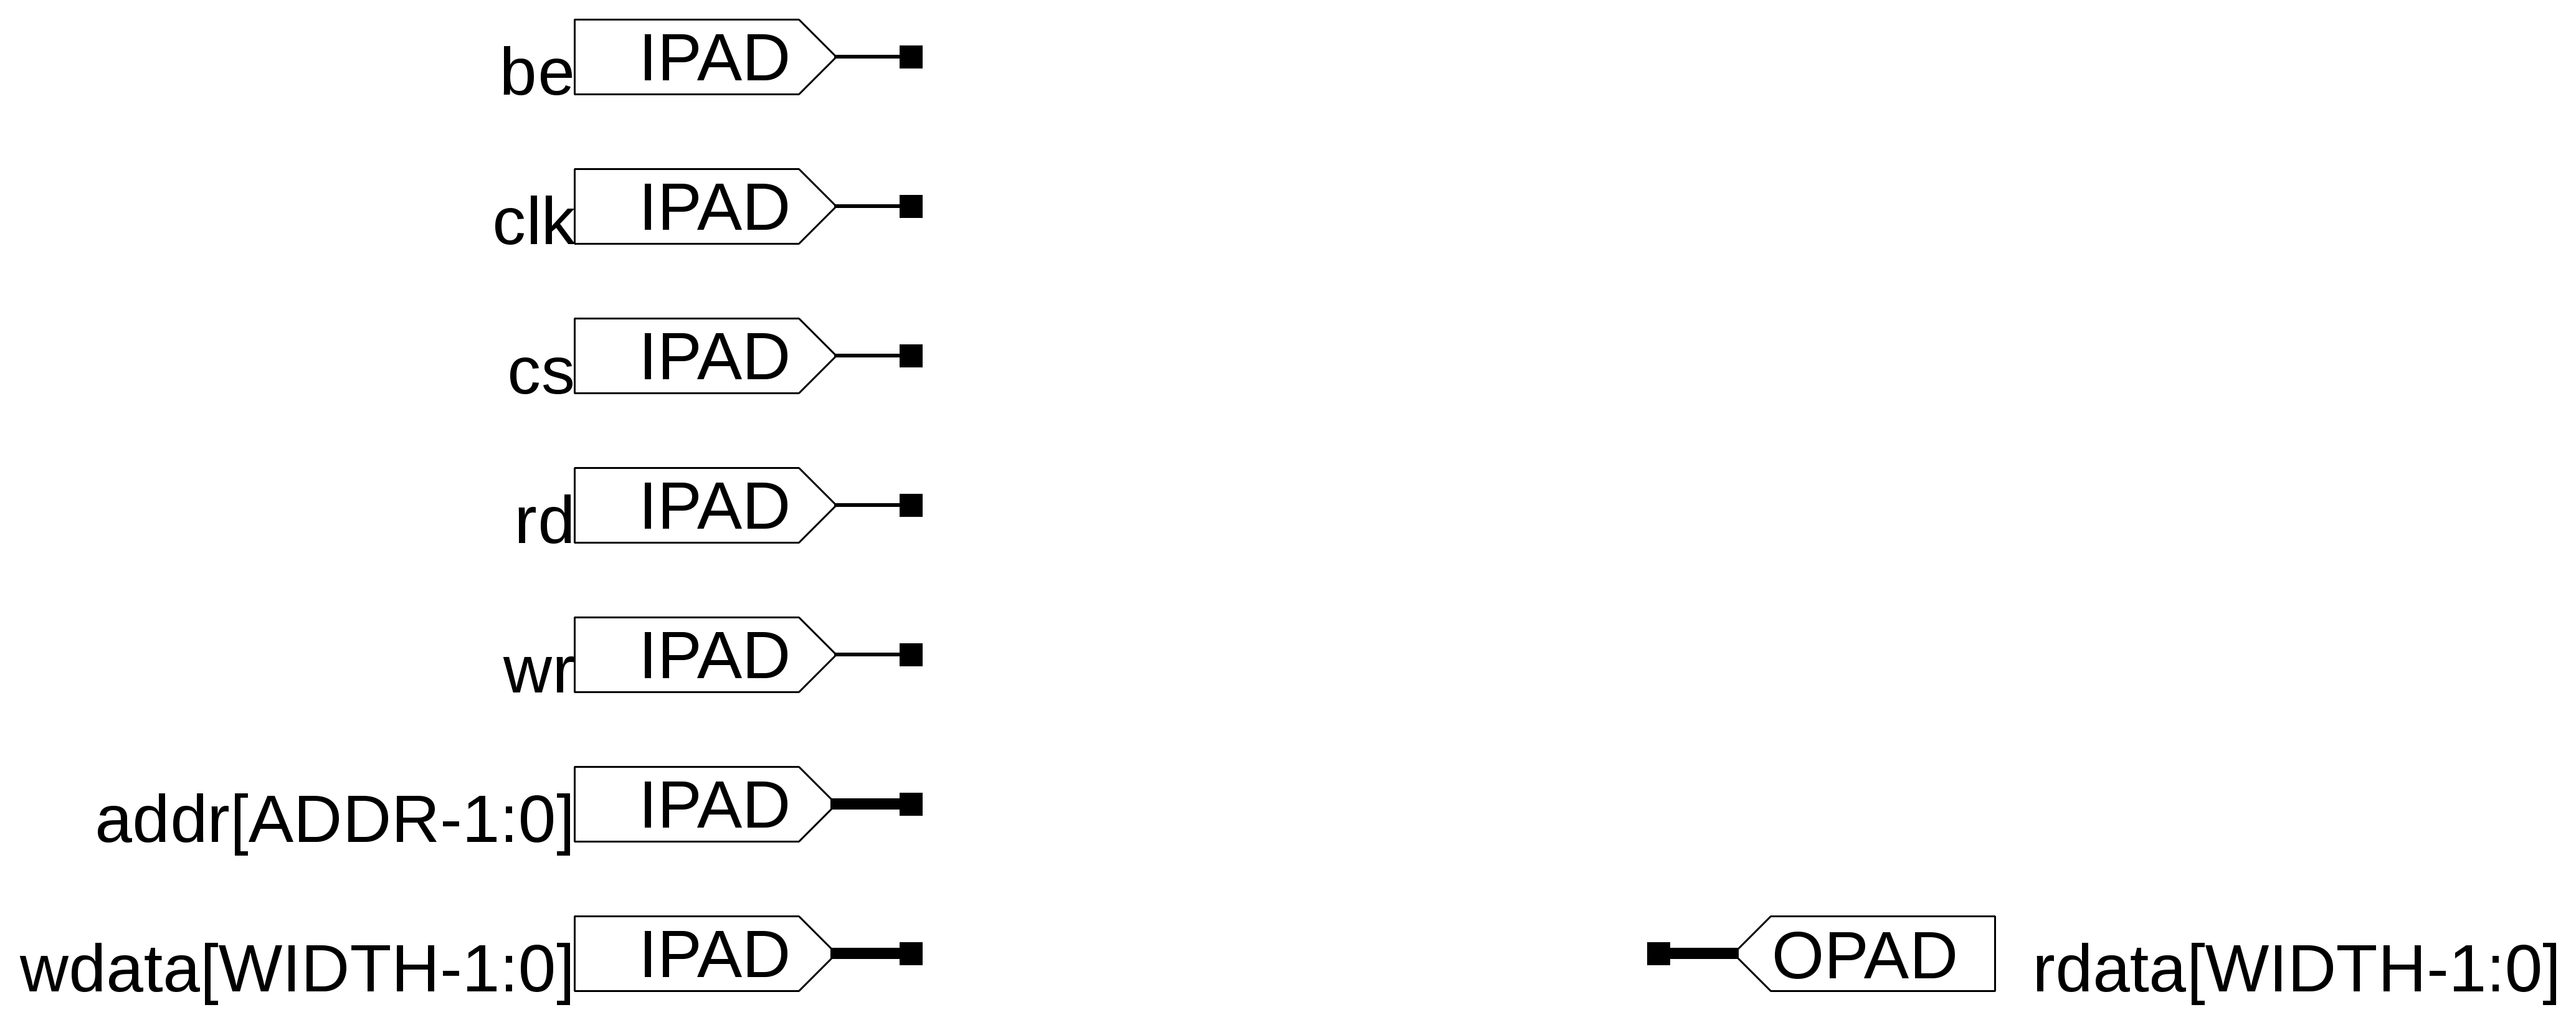 be IPAD
clk IPAD
cs IPAD
rd IPAD
wr IPAD
addr[ADDR-1:0] IPAD
wdata[WIDTH-1:0] IPAD OPAD rdata[WIDTH-1:0]